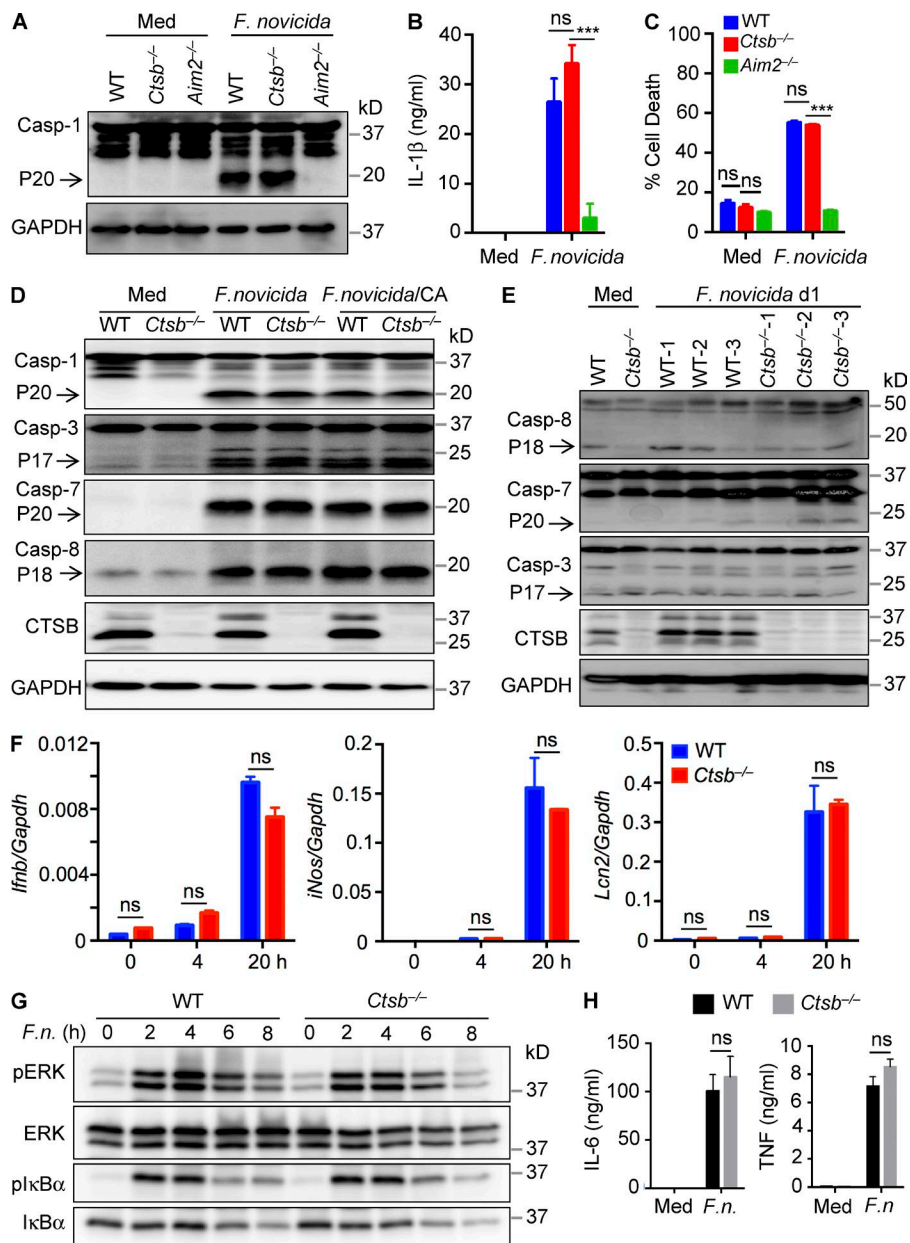 A
Med
F. novicida
WT
Ctsb–/–
Aim2–/–
WT
Ctsb–/–
Aim2–/–
kD
Casp-1
37
P20
20
GAPDH
37
B
IL-1β (ng/ml)
40
30
20
10
0
ns
***
Med
F. novicida
C
WT
Ctsb–/–
Aim2–/–
% Cell Death
100
80
60
40
20
0
ns
ns
ns
***
Med
F. novicida
D
Med
F. novicida
F. novicida/CA
WT
Ctsb–/–
WT
Ctsb–/–
WT
Ctsb–/–
kD
Casp-1
37
P20
20
Casp-3
37
P17
25
Casp-7
P20
20
Casp-8
P18
20
CTSB
37
25
GAPDH
37
E
Med
F. novicida d1
WT
Ctsb–/–
WT-1
WT-2
WT-3
Ctsb–/–-1
Ctsb–/–-2
Ctsb–/–-3
kD
50
Casp-8
20
P18
Casp-7
37
P20
25
Casp-3
37
P17
25
CTSB
37
25
GAPDH
37
F
Ifnb/Gapdh
0.012
0.008
0.004
0
ns
ns
ns
0
4
20 h
iNos/Gapdh
0.2
0.15
0.1
0.05
0
ns
ns
0
4
20 h
Lcn2/Gapdh
0.5
0.4
0.3
0.2
0.1
0
WT
Ctsb–/–
ns
ns
ns
0
4
20 h
G
WT
Ctsb–/–
F.n. (h)
0
2
4
6
8
0
2
4
6
8
kD
pERK
37
ERK
37
pIκBα
37
IκBα
37
H
WT
Ctsb–/–
IL-6 (ng/ml)
150
100
50
0
ns
Med
F.n.
TNF (ng/ml)
10
8
6
4
2
0
ns
Med
F.n